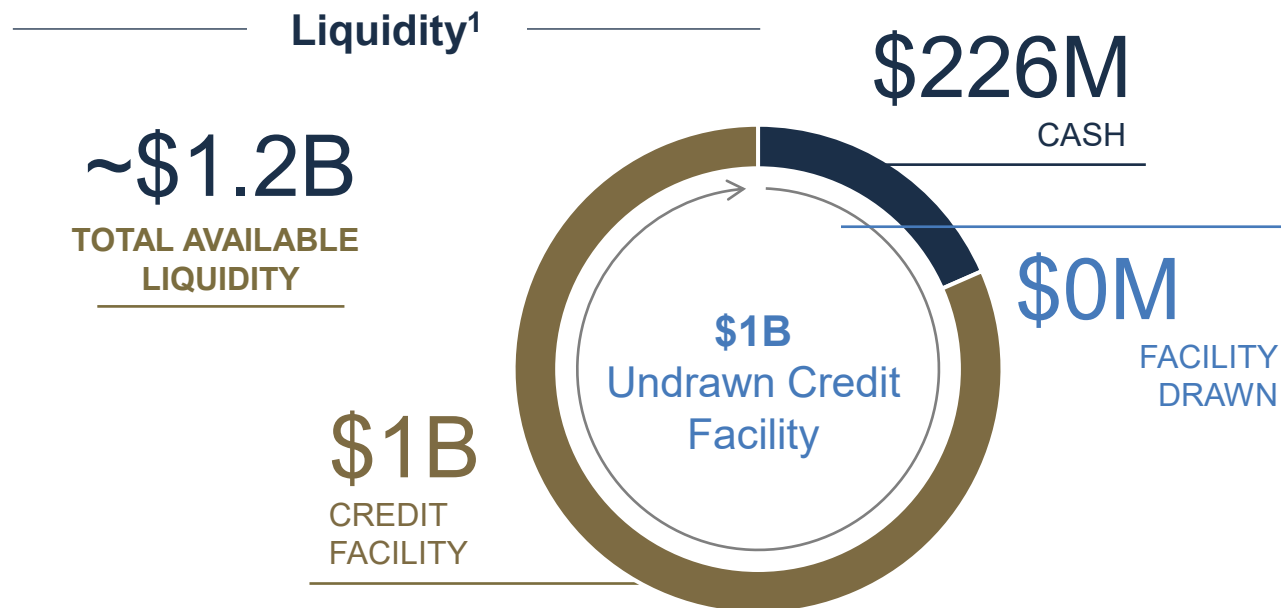 Liquidity¹
~$1.2B
TOTAL AVAILABLE
LIQUIDITY
$226M
CASH
$0M
FACILITY
DRAWN
$1B
Undrawn Credit
Facility
$1B
CREDIT
FACILITY